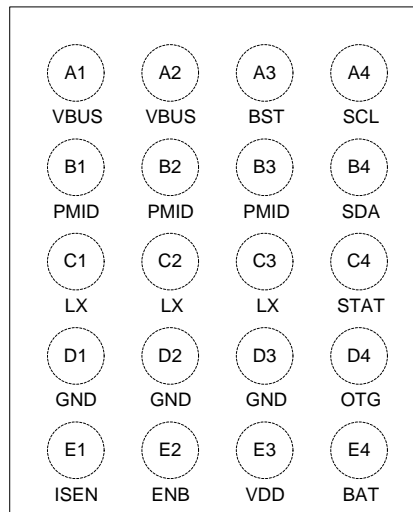 A1 A2 A3 A4
VBUS VBUS BST SCL
B1 B2 B3 B4
PMID PMID PMID SDA
C1 C2 C3 C4
LX LX LX STAT
D1 D2 D3 D4
GND GND GND OTG
E1 E2 E3 E4
ISEN ENB VDD BAT